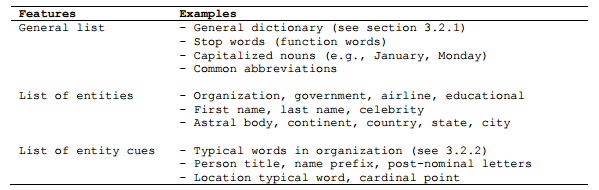 Features Examples
General list - General dictionary (see section 3.2.1)
- Stop words (function words)
- Capitalized nouns (e.g., January, Monday)
- Common abbreviations
List of entities - Organization, government, airline, educational
- First name, last name, celebrity
- Astral body, continent, country, state, city
List of entity cues - Typical words in organization (see 3.2.2)
- Person title, name prefix, post-nominal letters
- Location typical word, cardinal point